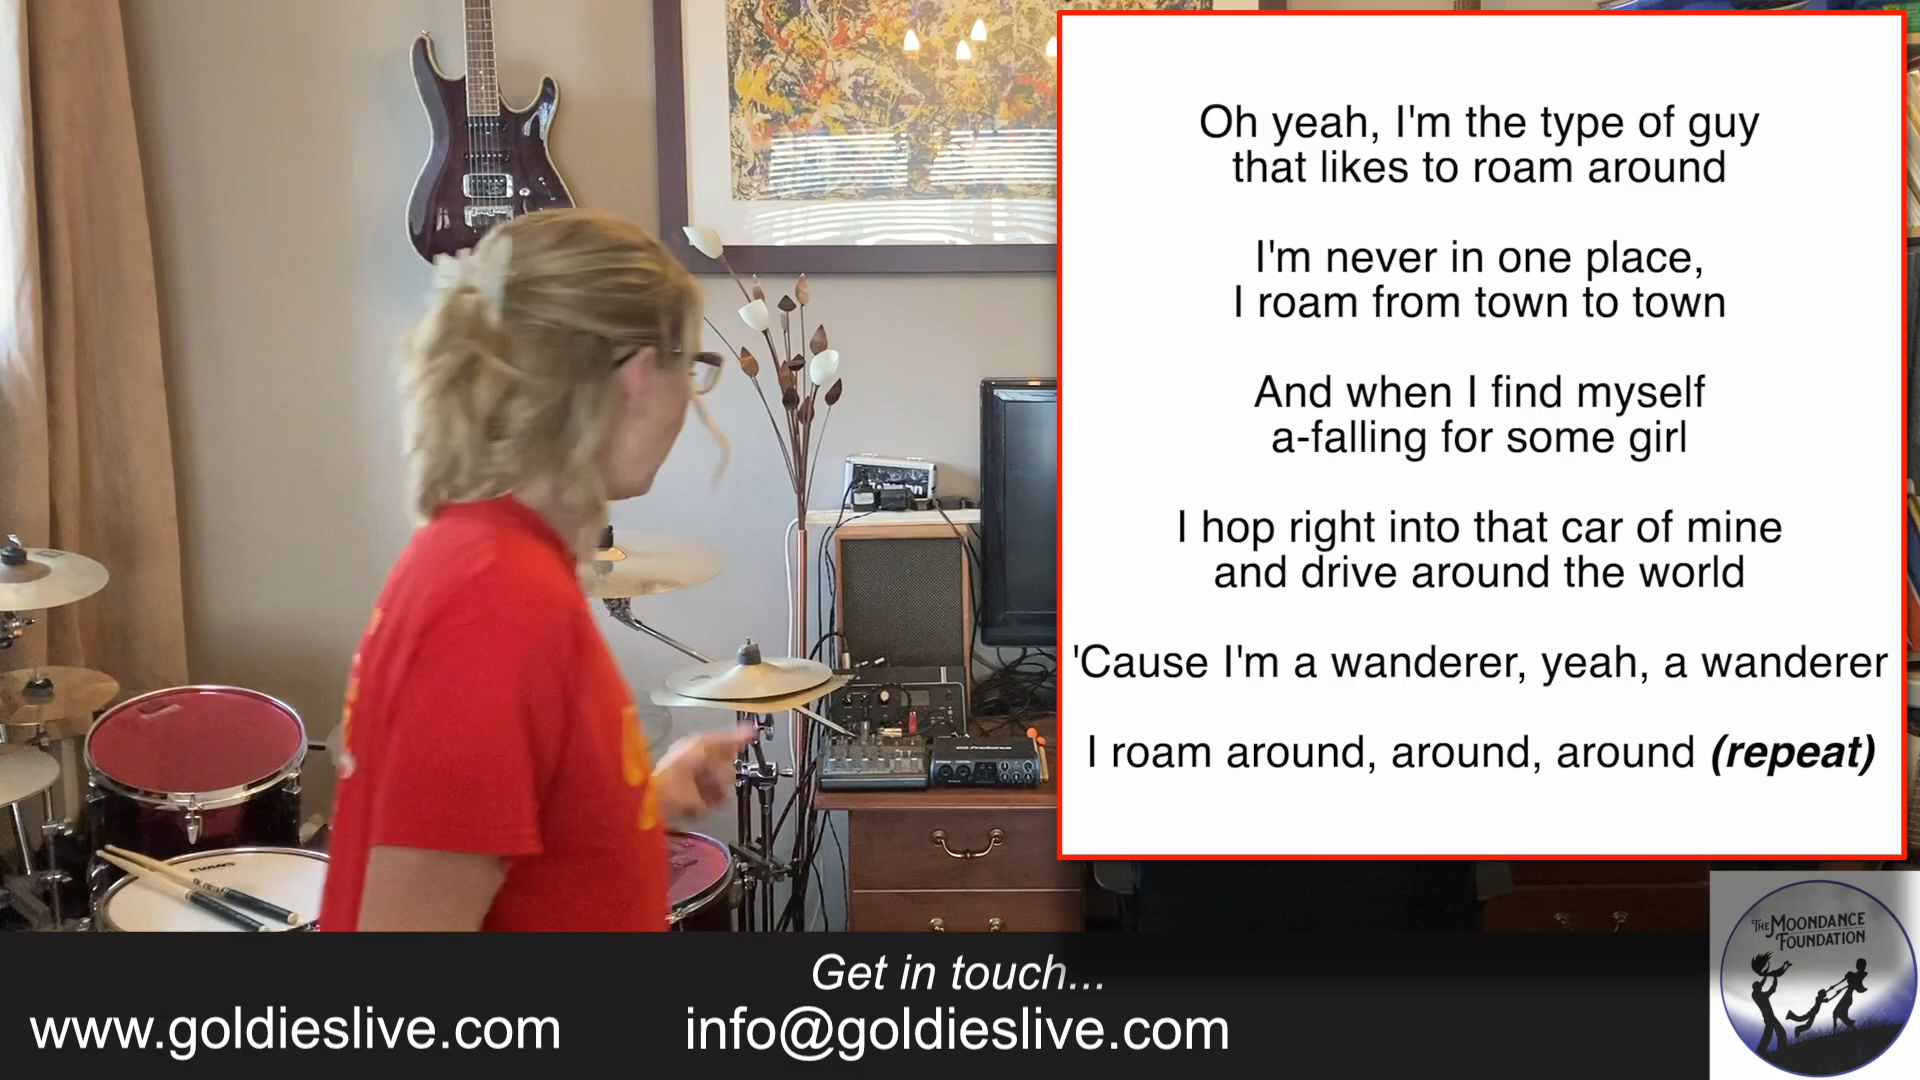 Oh yeah, I'm the type of guy
that likes to roam around
I'm never in one place,
I roam from town to town
And when I find myself
a-falling for some girl
I hop right into that car of mine
and drive around the world
'Cause I'm a wanderer, yeah, a wanderer
I roam around, around, around (repeat)
EVANS
PreSonus
Get in touch...
www.goldieslive.com
info@goldieslive.com
THE MOONDANCE
FOUNDATION